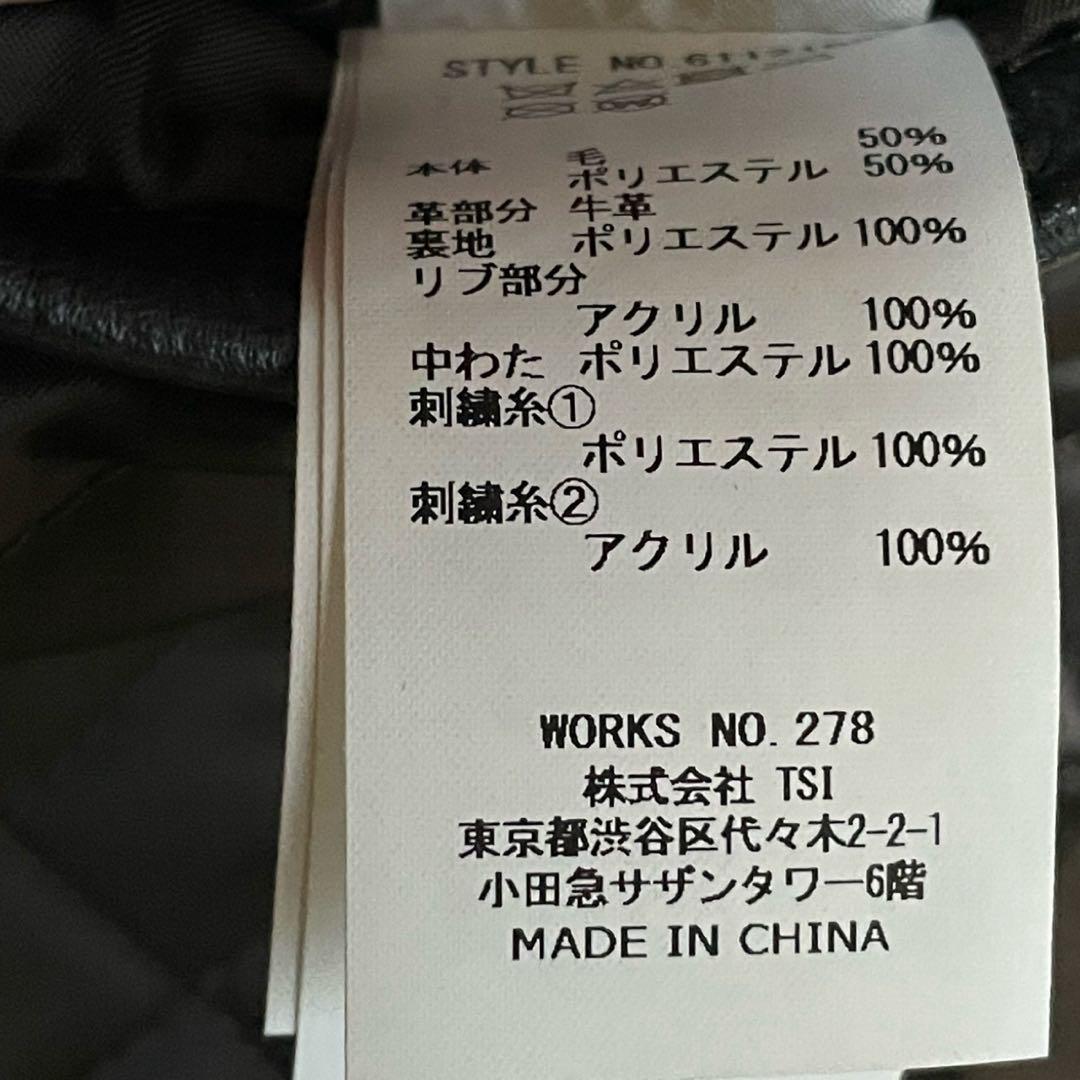 STYLE NO.
毛 50%
本体 ポリエステル 50%
革部分 牛革
裏地 ポリエステル 100%
リブ部分
アクリル 100%
中わた ポリエステル 100%
刺繍糸①
ポリエステル 100%
刺繍糸②
アクリル 100%
WORKS NO. 278
株式会社 TSI
東京都渋谷区代々木2-2-1
小田急サザンタワー6階
MADE IN CHINA